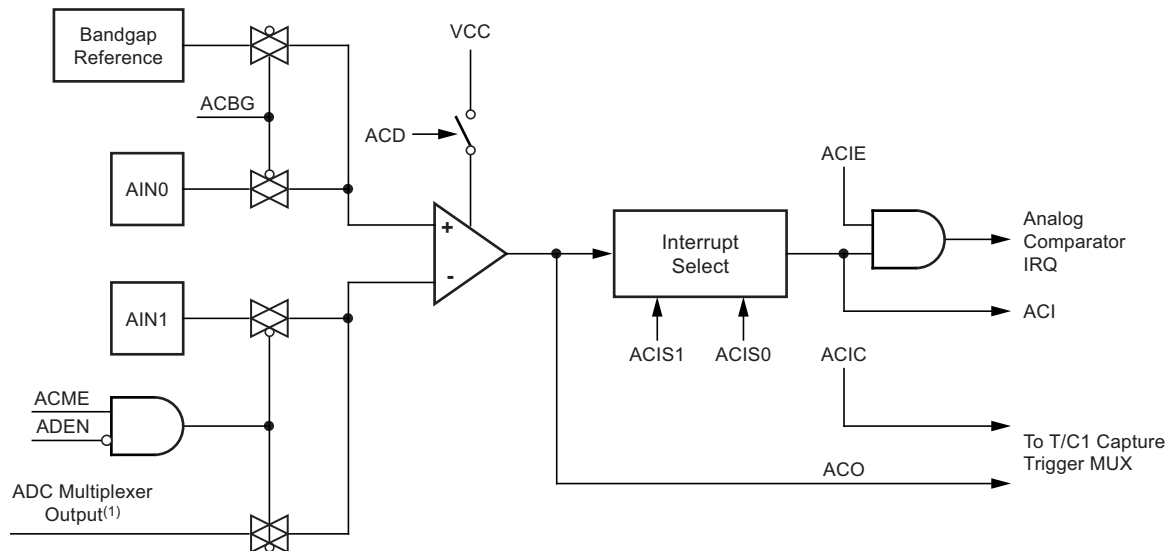 Bandgap
Reference
VCC
ACBG
ACD
AIN0
ACIE
+
-
Interrupt
Select
Analog
Comparator
IRQ
AIN1
ACI
ACIS1
ACIS0
ACIC
ACME
ADEN
To T/C1 Capture
Trigger MUX
ACO
ADC Multiplexer
Output(1)